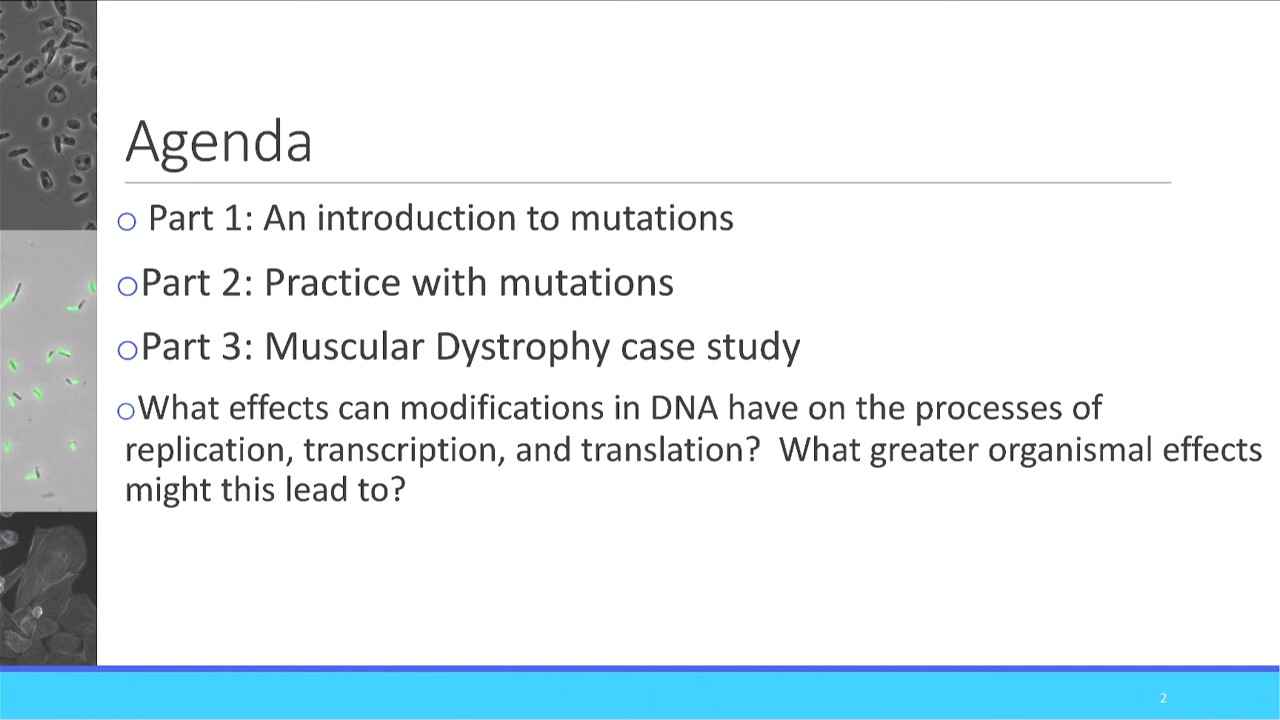 Agenda
Part 1: An introduction to mutations
Part 2: Practice with mutations
Part 3: Muscular Dystrophy case study
What effects can modifications in DNA have on the processes of
replication, transcription, and translation?  What greater organismal effects
might this lead to?
2